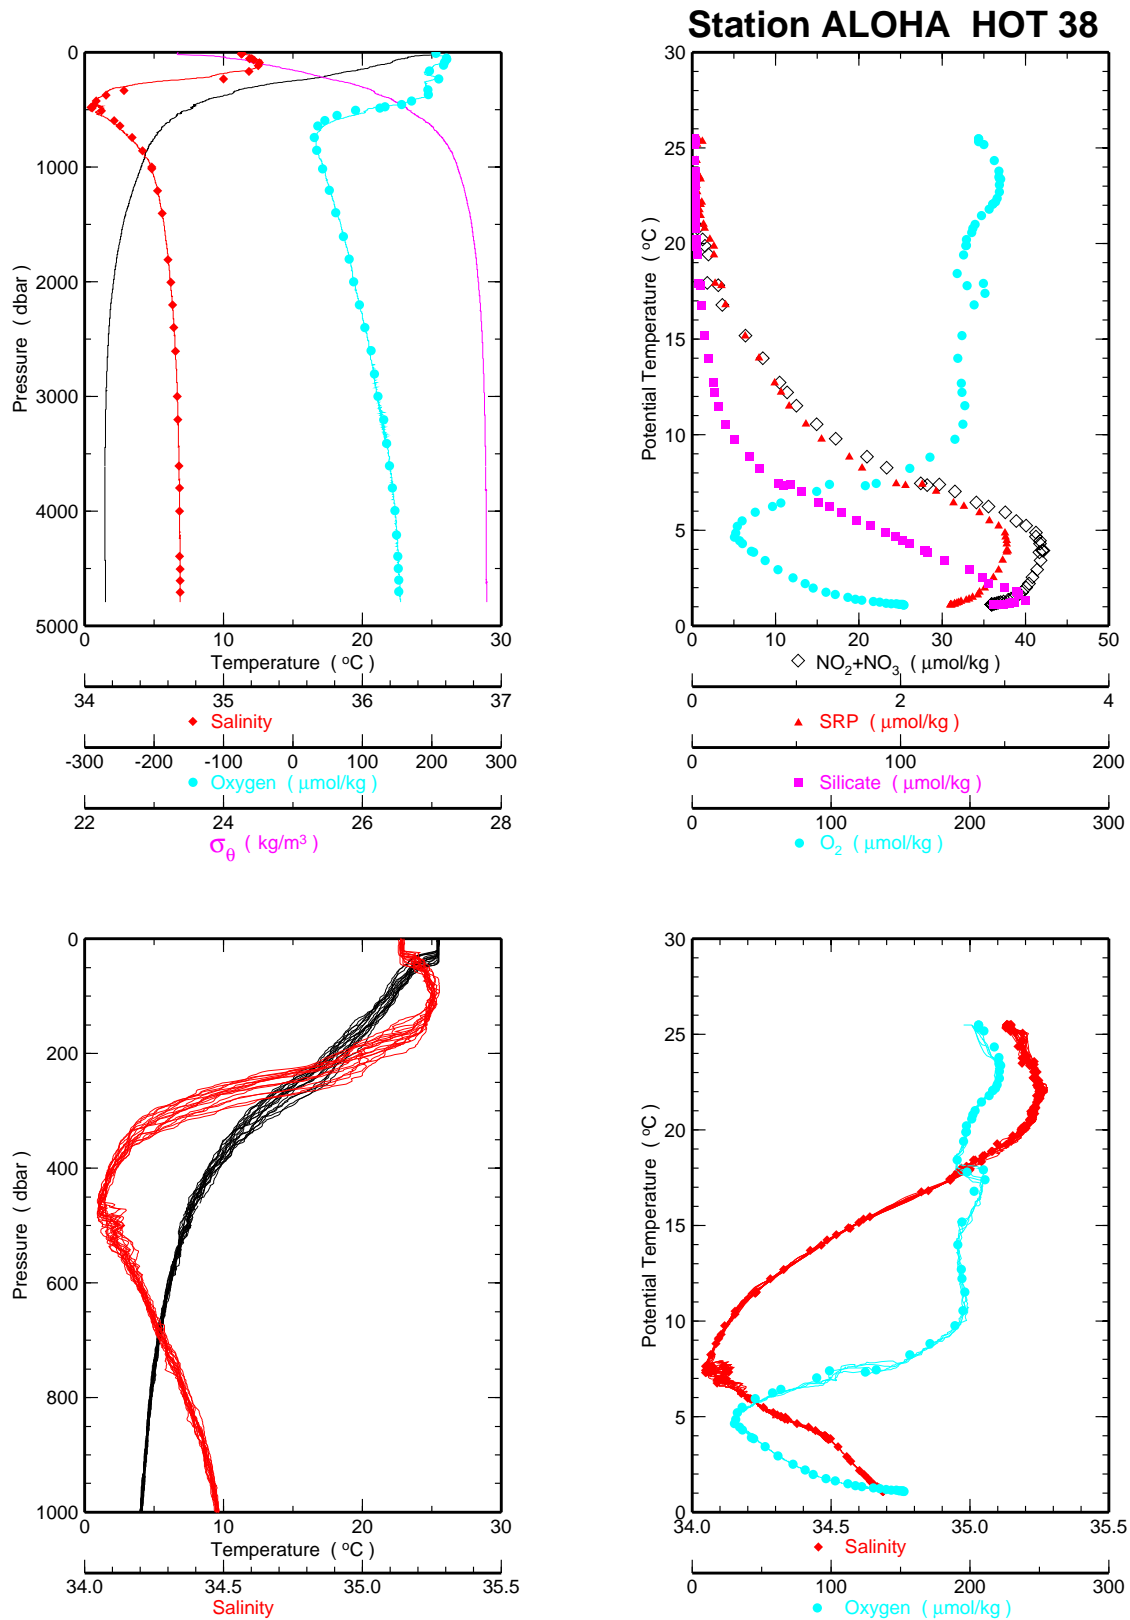 Station ALOHA HOT 38
0
1000
2000
3000
4000
5000
Pressure ( dbar)
0 10 20 30
Temperature ( °C)
34 35 36 37
Salinity
-300 -200 -100 0 100 200 300
Oxygen ( μmol/kg)
22 24 26 28
σθ ( kg/m³)
30
25
20
15
10
5
0
Potential Temperature ( °C)
0 10 20 30 40 50
NO₂+NO₃ ( μmol/kg)
0 2 4
SRP ( μmol/kg)
0 100 200
Silicate ( μmol/kg)
0 100 200 300
O₂ ( μmol/kg)
0
200
400
600
800
1000
Pressure ( dbar)
0 10 20 30
Temperature ( °C)
34.0 34.5 35.0 35.5
Salinity
30
25
20
15
10
5
0
Potential Temperature ( °C)
34.0 34.5 35.0 35.5
Salinity
0 100 200 300
Oxygen ( μmol/kg)